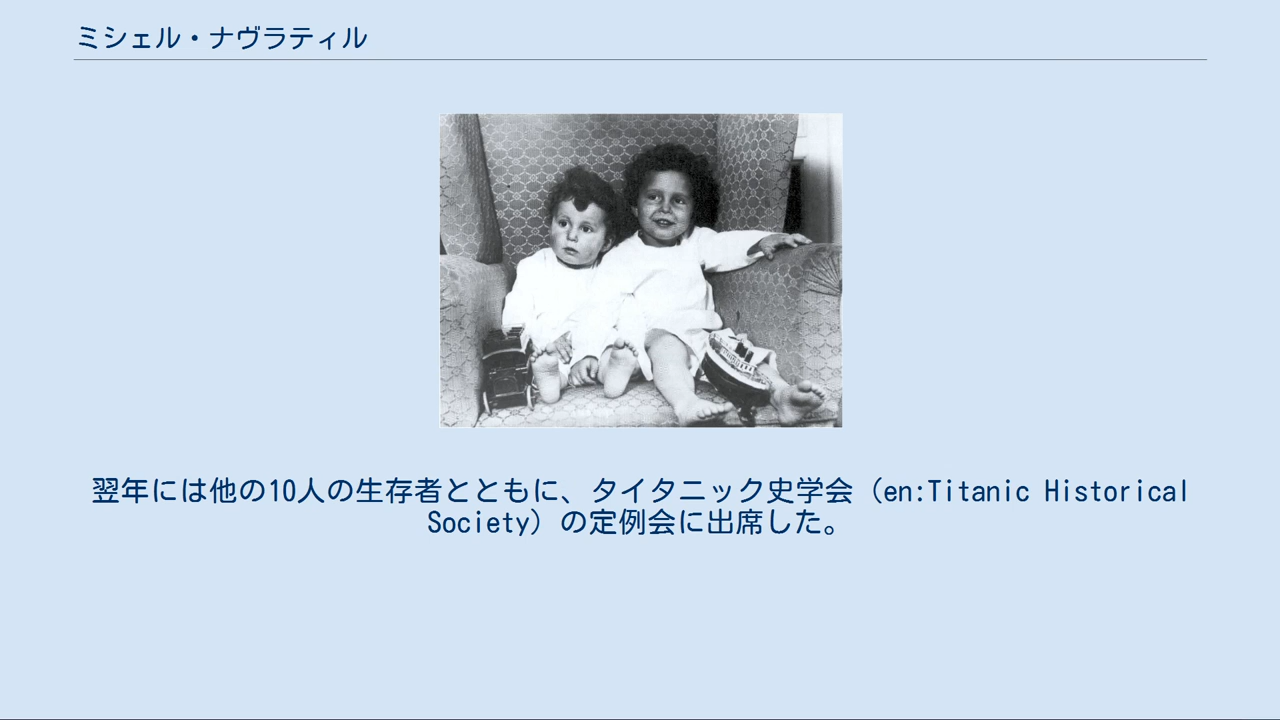 ミシェル・ナヴラティル
翌年には他の10人の生存者とともに、タイタニック史学会（en:Titanic Historical
Society）の定例会に出席した。